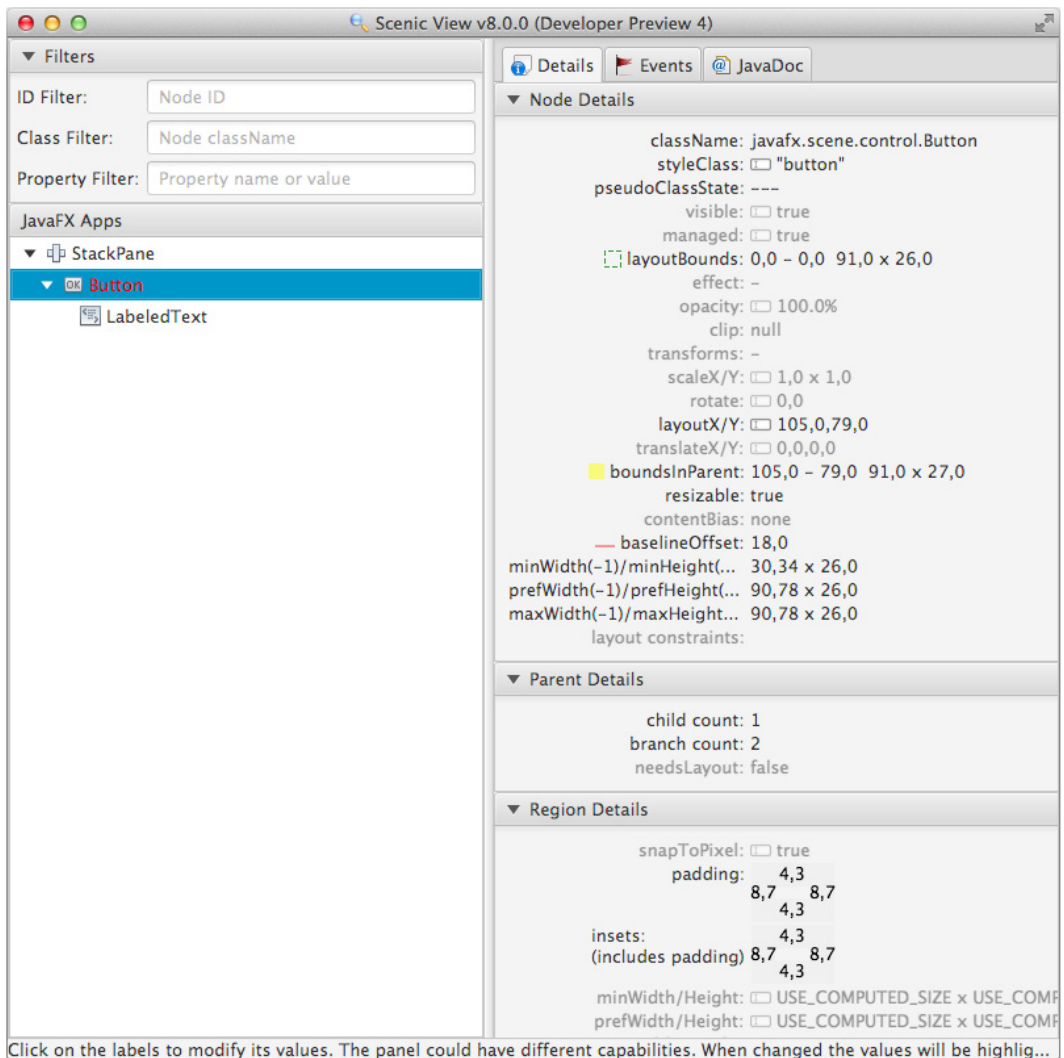 Scenic View v8.0.0 (Developer Preview 4)
Filters
ID Filter: Node ID
Class Filter: Node className
Property Filter: Property name or value
JavaFX Apps
StackPane
OK Button
LabeledText
Details Events @ JavaDoc
Node Details
className: javafx.scene.control.Button
styleClass: "button"
pseudoClassState: ---
visible: true
managed: true
layoutBounds: 0,0 – 0,0 91,0 x 26,0
effect: –
opacity: 100.0%
clip: null
transforms: –
scaleX/Y: 1,0 x 1,0
rotate: 0,0
layoutX/Y: 105,0,79,0
translateX/Y: 0,0,0,0
boundsInParent: 105,0 – 79,0 91,0 x 27,0
resizable: true
contentBias: none
baselineOffset: 18,0
minWidth(-1)/minHeight(... 30,34 x 26,0
prefWidth(-1)/prefHeight(... 90,78 x 26,0
maxWidth(-1)/maxHeight... 90,78 x 26,0
layout constraints:
Parent Details
child count: 1
branch count: 2
needsLayout: false
Region Details
snapToPixel: true
padding: 4,3
8,7 8,7
4,3
insets: 4,3
(includes padding) 8,7 8,7
4,3
minWidth/Height: USE_COMPUTED_SIZE x USE_COMP
prefWidth/Height: USE_COMPUTED_SIZE x USE_COMP
Click on the labels to modify its values. The panel could have different capabilities. When changed the values will be highlig...